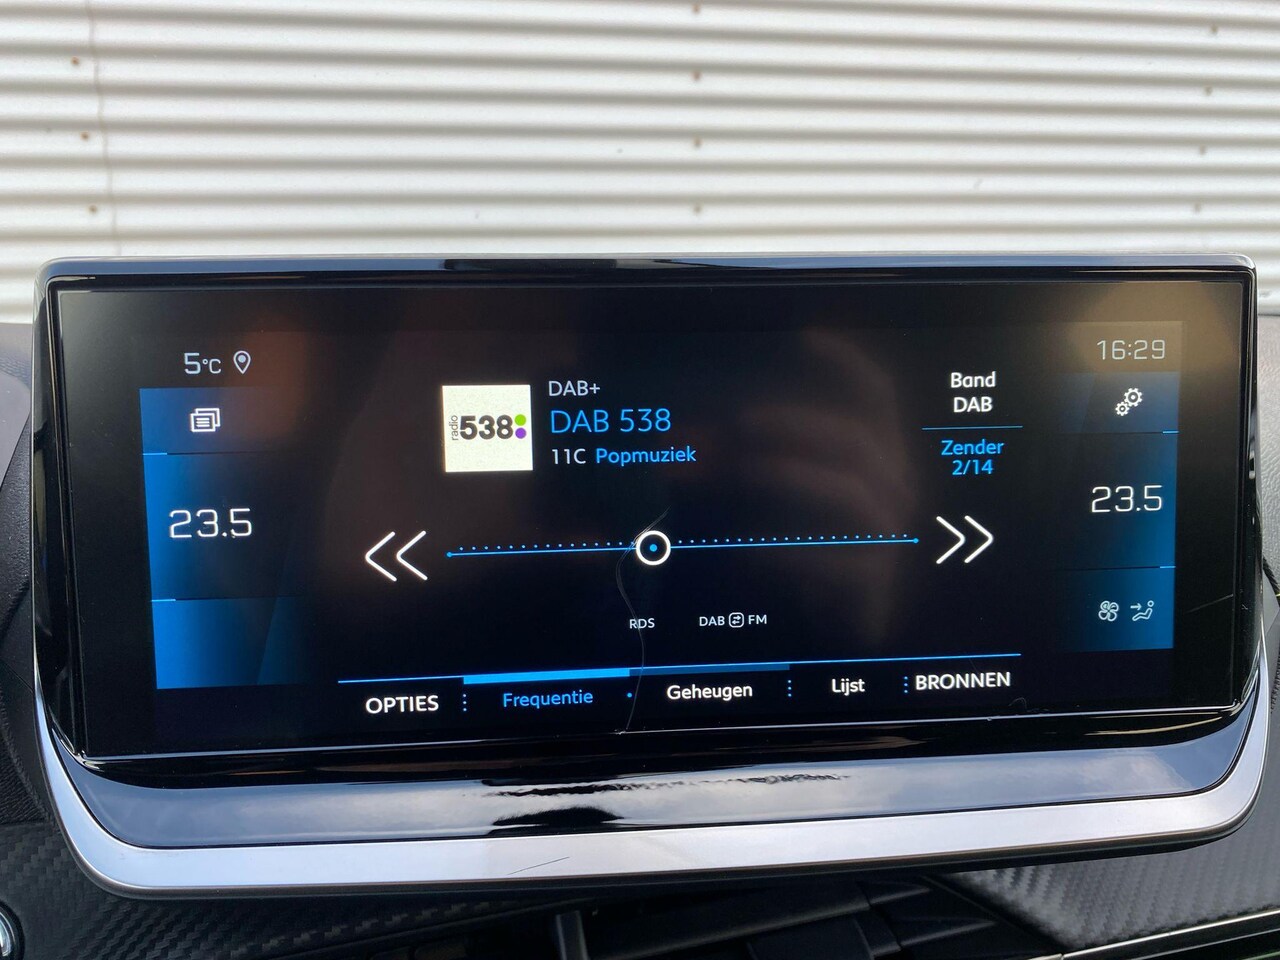 5°C
16:29
radio 538
DAB+
DAB 538
11C Popmuziek
Band
DAB
Zender
2/14
23.5
23.5
RDS
DAB FM
OPTIES
Frequentie
Geheugen
Lijst
BRONNEN